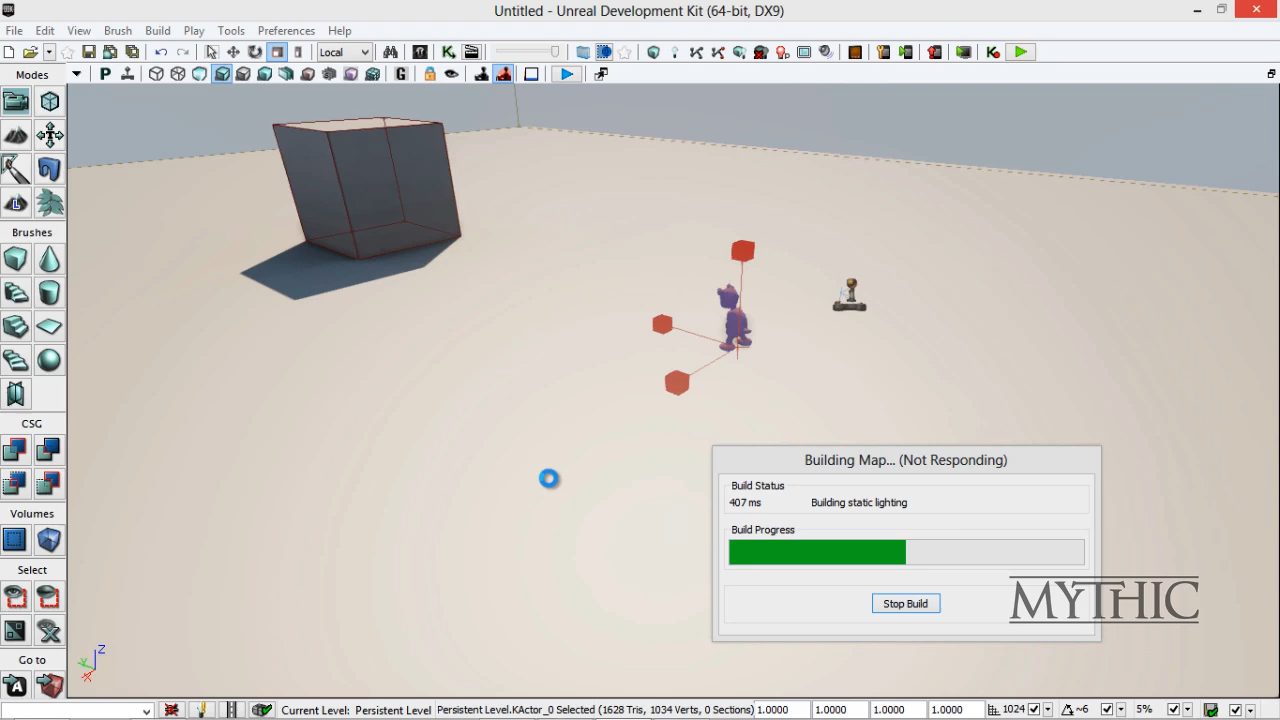 Untitled - Unreal Development Kit (64-bit, DX9)
File Edit View Brush Build Play Tools Preferences Help
Local
Modes
P
G
Brushes
CSG
Volumes
Select
Go to
Building Map... (Not Responding)
Build Status
407 ms Building static lighting
Build Progress
Stop Build
MYTHIC
Z
Y
X
Current Level: Persistent Level Persistent Level.KActor_0 Selected (1628 Tris, 1034 Verts, 0 Sections) 1.0000 1.0000 1.0000 1.0000 1024 ~6 5%